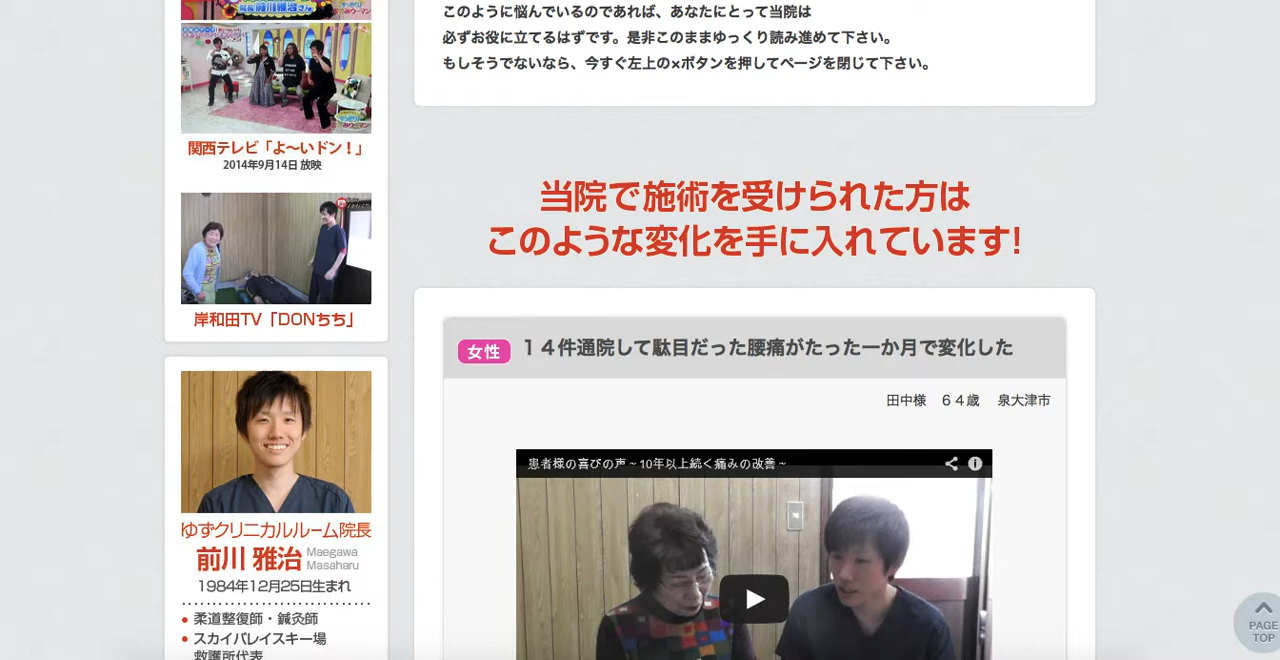 院長前川雅治さん
関西テレビ「よ〜いドン！」
2014年9月14日 放映
岸和田TV「DONちち」
ゆずクリニカルルーム院長
前川 雅治 Maegawa Masaharu
1984年12月25日生まれ
柔道整復師・鍼灸師
スカイバレイスキー場
救護所代表
このように悩んでいるのであれば、あなたにとって当院は
必ずお役に立てるはずです。是非このままゆっくり読み進めて下さい。
もしそうでないなら、今すぐ左上の×ボタンを押してページを閉じて下さい。
当院で施術を受けられた方は
このような変化を手に入れています!
女性 １４件通院して駄目だった腰痛がたった一か月で変化した
田中様 ６４歳 泉大津市
患者様の喜びの声～10年以上続く痛みの改善～
PAGE
TOP